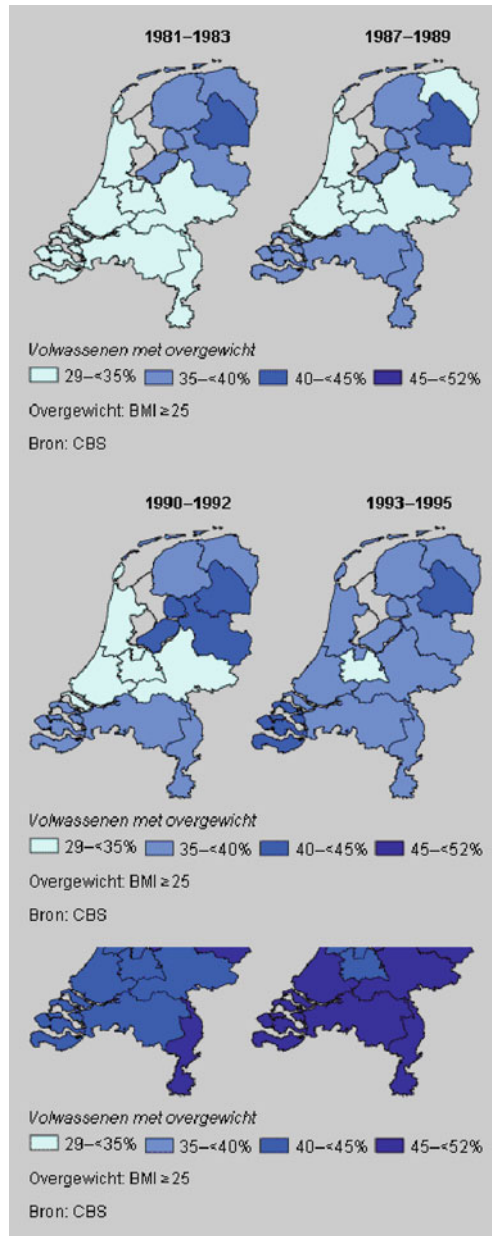 1981–1983 1987–1989
Volwassenen met overgewicht
29–<35% 35–<40% 40–<45% 45–<52%
Overgewicht: BMI ≥ 25
Bron: CBS
1990–1992 1993–1995
Volwassenen met overgewicht
29–<35% 35–<40% 40–<45% 45–<52%
Overgewicht: BMI ≥ 25
Bron: CBS
Volwassenen met overgewicht
29–<35% 35–<40% 40–<45% 45–<52%
Overgewicht: BMI ≥ 25
Bron: CBS